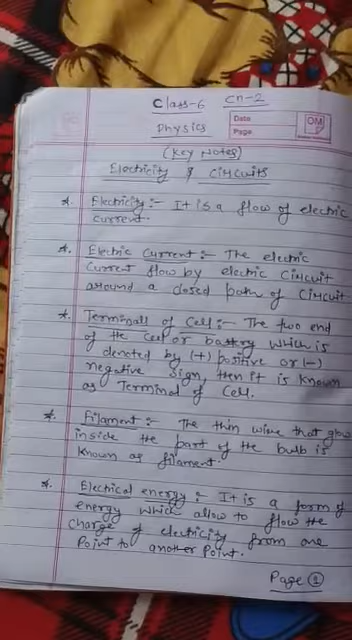 Class-6 Ch-2
Physics
Date
Page
DM
(Key Notes)
Electricity & Circuits
*. Electricity:- It is a flow of electric
current.
*. Electric Current:- The electric
current flow by electric circuit
around a closed path of circuit
*. Terminall of Cell:- The two end
of the Cell or battry which is
denoted by (+) positive or (-)
negative sign, then it is known
as Terminal of Cell.
*. Filament:- The thin wire that glow
inside the part of the bulb is
known as filament.
*. Electrical energy:- It is a form of
energy which allow to flow the
charge of electricity from one
Point to another Point.
Page 1